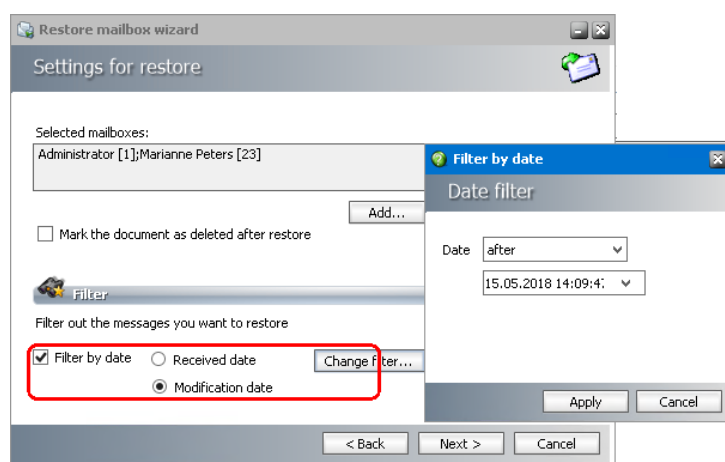 Restore mailbox wizard
Settings for restore
Selected mailboxes:
Administrator [1];Marianne Peters [23]
Add...
Mark the document as deleted after restore
Filter
Filter out the messages you want to restore
Filter by date
Received date
Change filter...
Modification date
< Back
Next >
Cancel
Filter by date
Date filter
Date
after
15.05.2018 14:09:4
Apply
Cancel